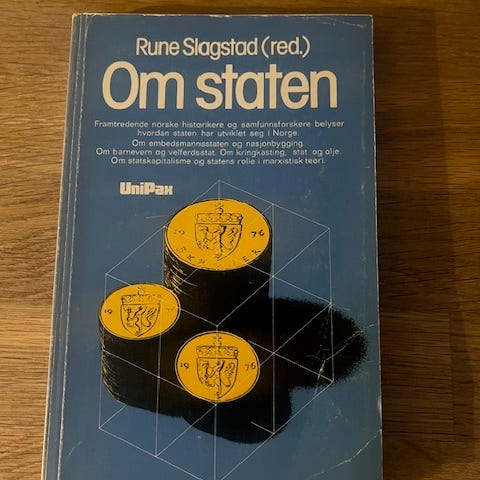 Rune Slagstad (red.)
Om staten
Framtredende norske historikere og samfunnsforskere belyser
hvordan staten har utviklet seg i Norge.
Om embedsmannsstaten og nasjonbygging.
Om barnevern og velferdsstat. Om kringkasting, stat og olje.
Om statskapitalisme og statens rolle i marxistisk teori.
UniPax
19 76
19
19 76